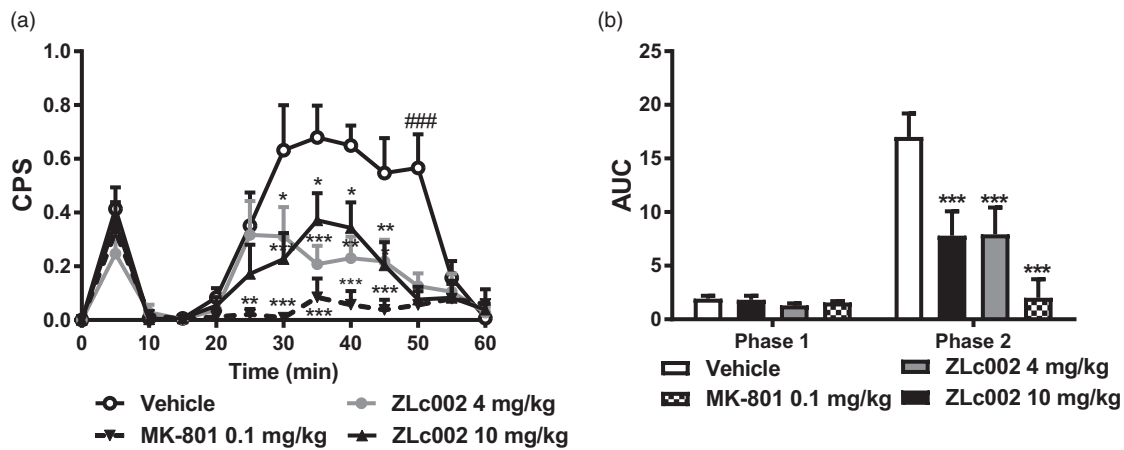 (a)
(b)
1.0
0.8
0.6
0.4
0.2
0.0
CPS
###
* * *
**
*** *** **
** *** *** ***
***
0 10 20 30 40 50 60
Time (min)
Vehicle
ZLc002 4 mg/kg
MK-801 0.1 mg/kg
ZLc002 10 mg/kg
25
20
15
10
5
0
AUC
*** ***
***
Phase 1 Phase 2
Vehicle
ZLc002 4 mg/kg
MK-801 0.1 mg/kg
ZLc002 10 mg/kg